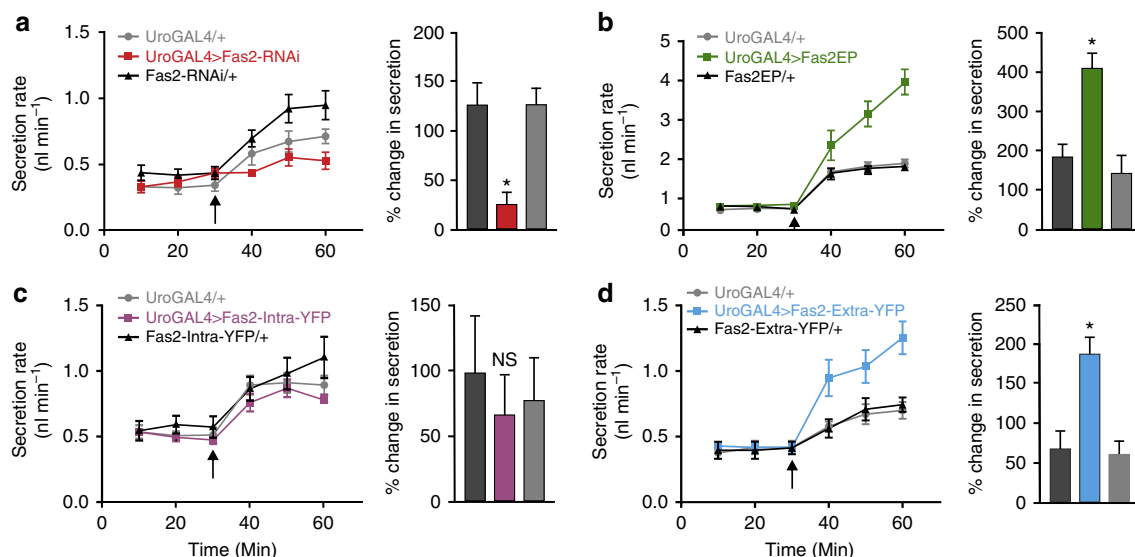 a
UroGAL4/+
UroGAL4>Fas2-RNAi
Fas2-RNAi/+
Secretion rate
(nl min−1)
1.5
1.0
0.5
0.0
0
20
40
60
% change in secretion
200
150
100
50
0
*
b
UroGAL4/+
UroGAL4>Fas2EP
Fas2EP/+
Secretion rate
(nl min−1)
5
4
3
2
1
0
0
20
40
60
% change in secretion
500
400
300
200
100
0
*
c
UroGAL4/+
UroGAL4>Fas2-Intra-YFP
Fas2-Intra-YFP/+
Secretion rate
(nl min−1)
1.5
1.0
0.5
0.0
0
20
40
60
Time (Min)
% change in secretion
150
100
50
0
NS
d
UroGAL4/+
UroGAL4>Fas2-Extra-YFP
Fas2-Extra-YFP/+
Secretion rate
(nl min−1)
1.5
1.0
0.5
0.0
0
20
40
60
Time (Min)
% change in secretion
250
200
150
100
50
0
*